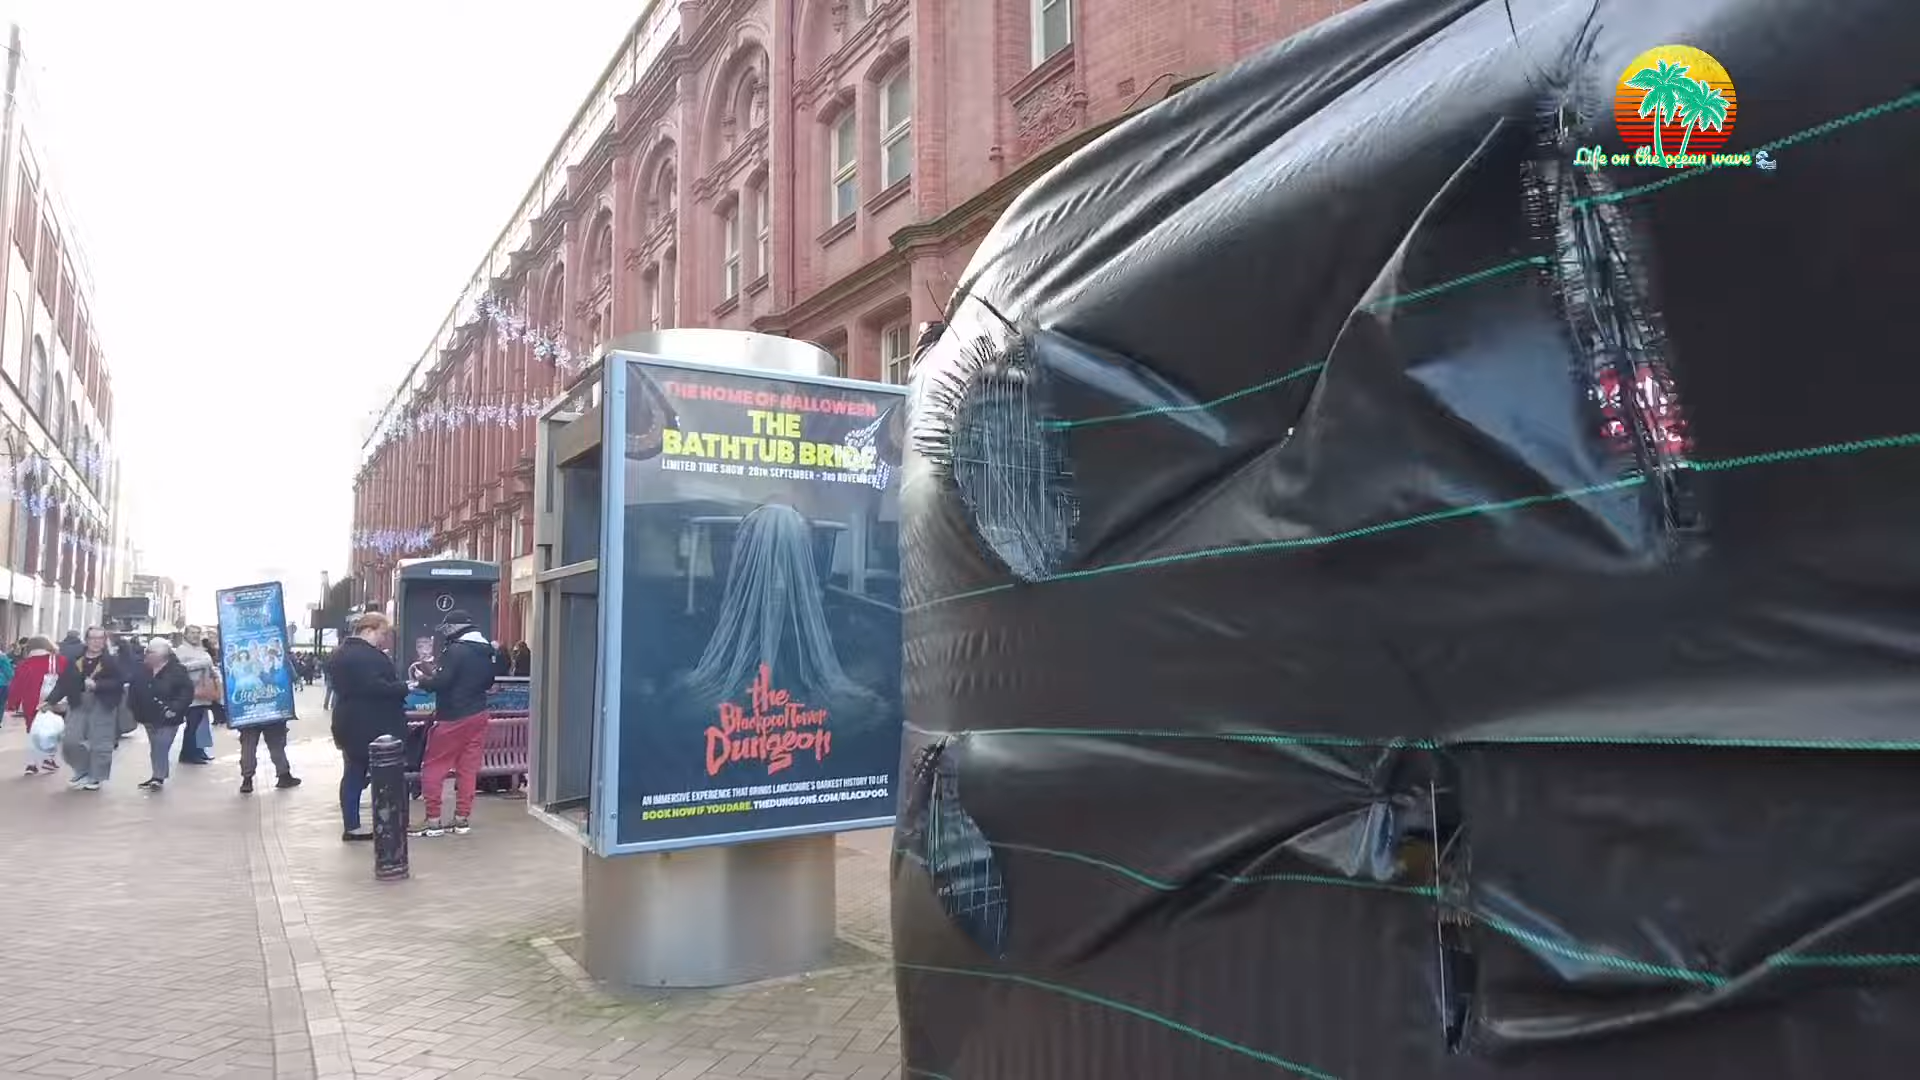 Life on the ocean wave
THE HOME OF HALLOWEEN
THE
BATHTUB BRIDE
LIMITED TIME SHOW 28TH SEPTEMBER - 3RD NOVEMBER
the
Blackpool Tower
Dungeon
AN IMMERSIVE EXPERIENCE THAT BRINGS LANCASHIRE'S DARKEST HISTORY TO LIFE
BOOK NOW IF YOU DARE. THEDUNGEONS.COM/BLACKPOOL
i